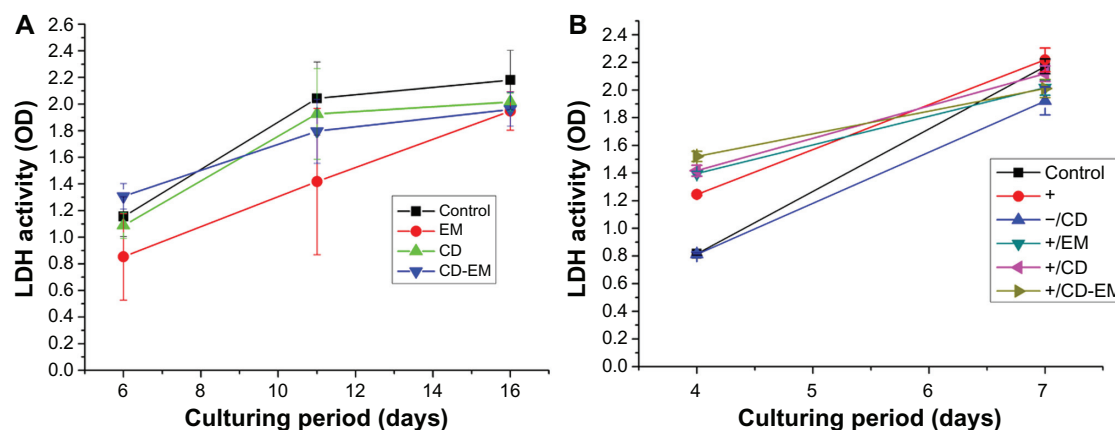 A
2.6
2.4
2.2
2.0
1.8
1.6
1.4
1.2
1.0
0.8
0.6
0.4
0.2
0.0
LDH activity (OD)
6 8 10 12 14 16
Culturing period (days)
Control
EM
CD
CD-EM
B
2.4
2.2
2.0
1.8
1.6
1.4
1.2
1.0
0.8
0.6
0.4
0.2
0.0
LDH activity (OD)
4 5 6 7
Culturing period (days)
Control
+
−/CD
+/EM
+/CD
+/CD-EM